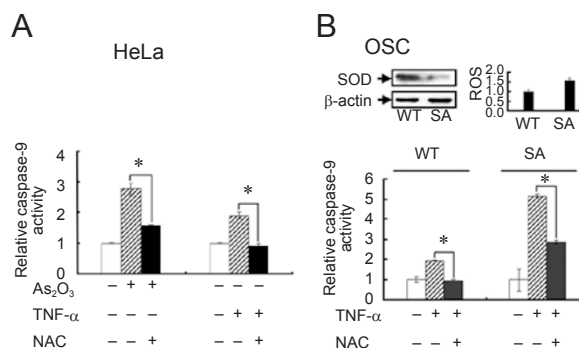 A
HeLa
Relative caspase-9
activity
4
3
2
1
0
*
*
As₂O₃ – + +
TNF-α – – – – + +
NAC – – + – – +
B
OSC
SOD
β-actin
WT SA
ROS
2.0
1.5
1.0
0.5
0.0
WT SA
WT SA
Relative caspase-9
activity
6
5
4
3
2
1
0
*
*
TNF-α – + + – + +
NAC – – + – – +